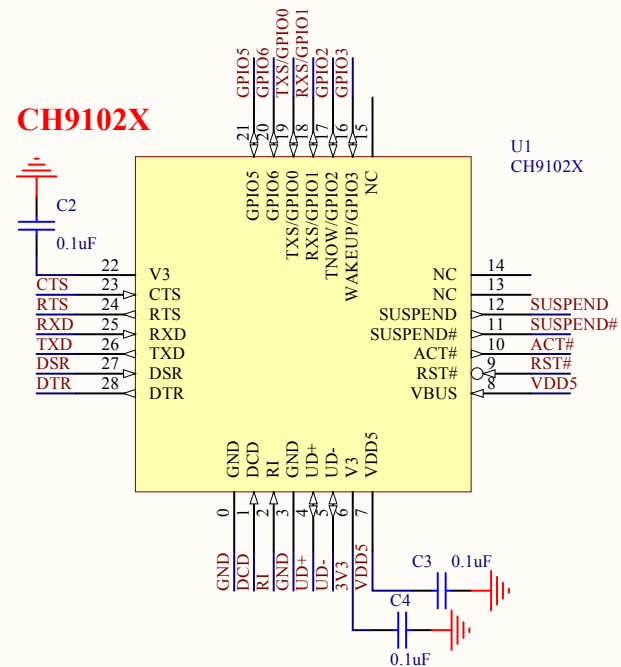 GPIO5
GPIO6
TXS/GPIO0
RXS/GPIO1
GPIO2
GPIO3
CH9102X
21
20
19
18
17
16
15
U1
CH9102X
GPIO5
GPIO6
TXS/GPIO0
RXS/GPIO1
TNOW/GPIO2
WAKEUP/GPIO3
NC
C2
0.1uF
22 V3
CTS 23 CTS
RTS 24 RTS
RXD 25 RXD
TXD 26 TXD
DSR 27 DSR
DTR 28 DTR
NC 14
NC 13
SUSPEND 12 SUSPEND
SUSPEND# 11 SUSPEND#
ACT# 10 ACT#
RST# 9 RST#
VBUS 8 VDD5
GND
DCD
RI
GND
UD+
UD-
V3
VDD5
0
1
2
3
4
5
6
7
GND
DCD
RI
GND
UD+
UD-
3V3
VDD5
C3
0.1uF
C4
0.1uF